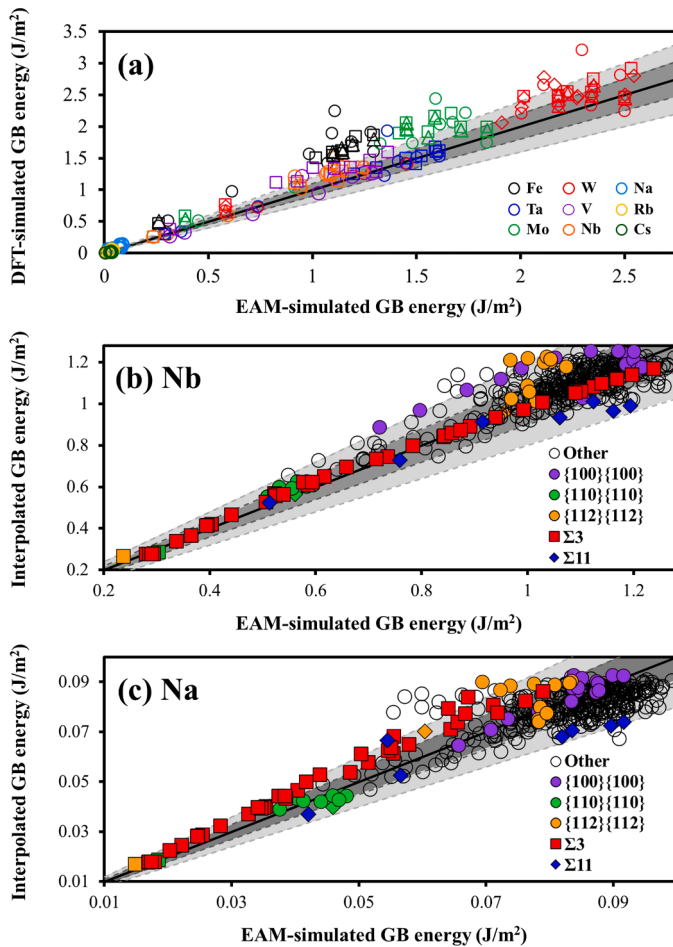 (a)
DFT-simulated GB energy (J/m²)
3.5
3
2.5
2
1.5
1
0.5
0
Fe W Na
Ta V Rb
Mo Nb Cs
0 0.5 1 1.5 2 2.5
EAM-simulated GB energy (J/m²)
(b) Nb
Interpolated GB energy (J/m²)
1.2
1
0.8
0.6
0.4
0.2
Other
{100}{100}
{110}{110}
{112}{112}
Σ3
Σ11
0.2 0.4 0.6 0.8 1 1.2
EAM-simulated GB energy (J/m²)
(c) Na
Interpolated GB energy (J/m²)
0.09
0.07
0.05
0.03
0.01
Other
{100}{100}
{110}{110}
{112}{112}
Σ3
Σ11
0.01 0.03 0.05 0.07 0.09
EAM-simulated GB energy (J/m²)